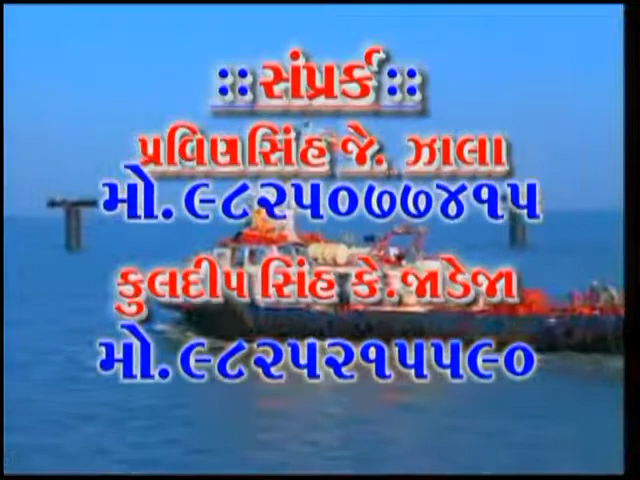 :: સંપ્રર્ક ::
પ્રવિણસિંહ જે. ઝાલા
મો. ૯૮૨૫૦૭૭૪૧૫
કુલદીપ સિંહ કે.જાડેજા
મો. ૯૮૨૫૨૧૫૫૯૦